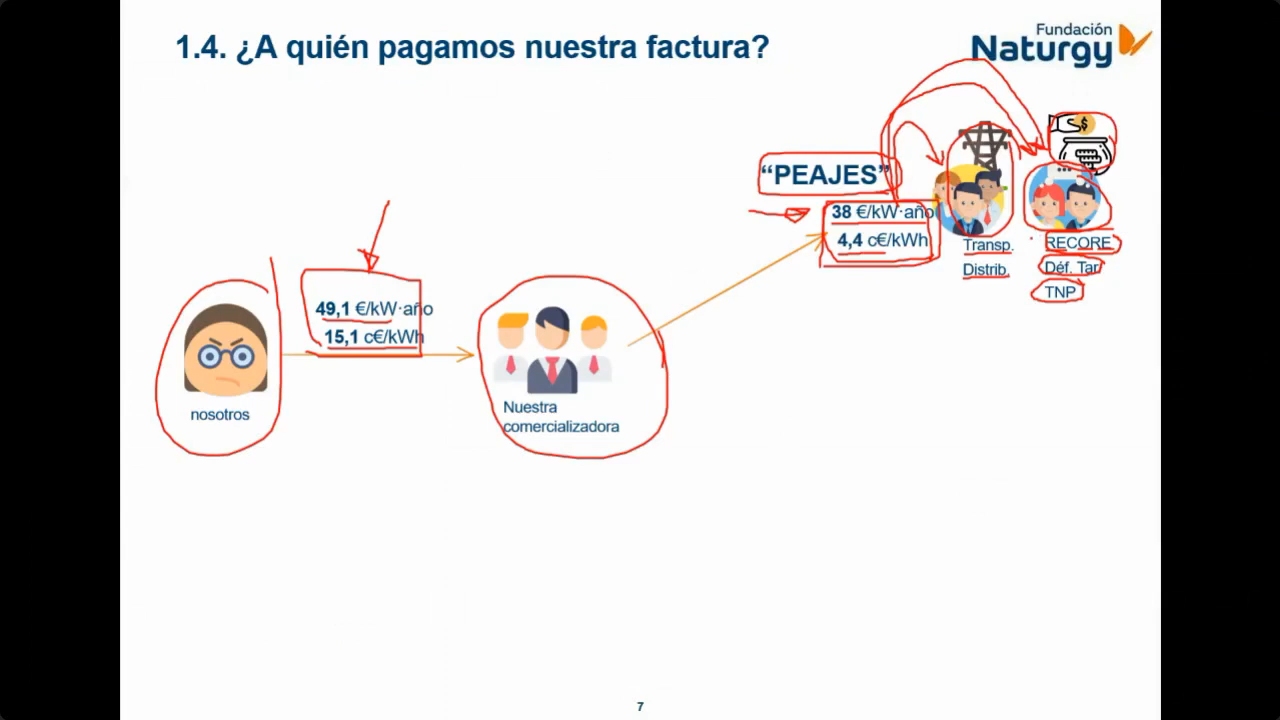 1.4. ¿A quién pagamos nuestra factura?
Fundación
Naturgy
"PEAJES"
38 €/kW·año
4,4 c€/kWh
Transp.
Distrib.
RECORE
Déf. Tar
TNP
49,1 €/kW·año
15,1 c€/kWh
nosotros
Nuestra
comercializadora
7